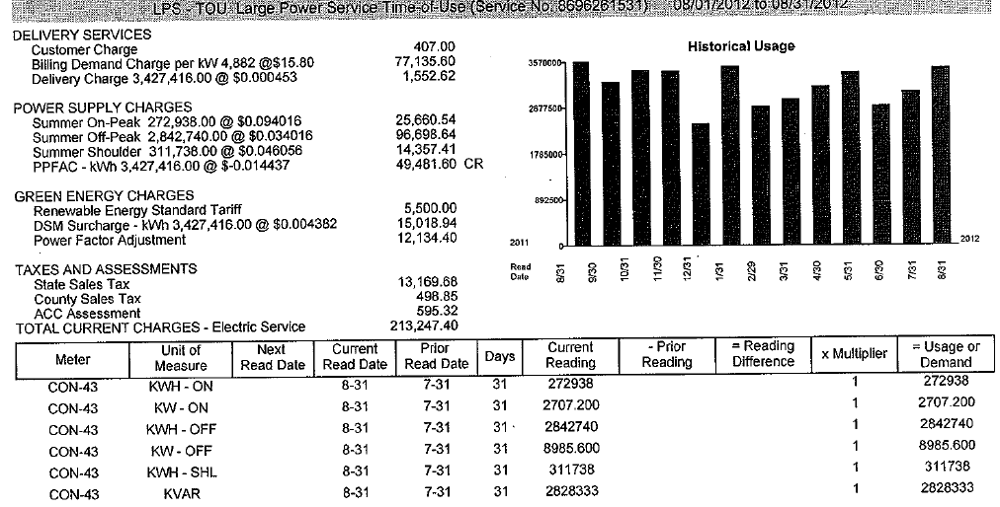 LPS - TOU Large Power Service Time-of-Use (Service No. 8696261531) 08/01/2012 to 08/31/2012
DELIVERY SERVICES
Customer Charge 407.00
Billing Demand Charge per kW 4,882 @$15.80 77,135.60
Delivery Charge 3,427,416.00 @ $0.000453 1,552.62
POWER SUPPLY CHARGES
Summer On-Peak 272,938.00 @ $0.094016 25,660.54
Summer Off-Peak 2,842,740.00 @ $0.034016 96,698.64
Summer Shoulder 311,738.00 @ $0.046056 14,357.41
PPFAC - kWh 3,427,416.00 @ $-0.014437 49,481.60 CR
GREEN ENERGY CHARGES
Renewable Energy Standard Tariff 5,500.00
DSM Surcharge - kWh 3,427,416.00 @ $0.004382 15,018.94
Power Factor Adjustment 12,134.40
TAXES AND ASSESSMENTS
State Sales Tax 13,169.68
County Sales Tax 498.85
ACC Assessment 595.32
TOTAL CURRENT CHARGES - Electric Service 213,247.40
Historical Usage
3570000
2677500
1785000
892500
0
2011 2012
Read Date 8/31 9/30 10/31 11/30 12/31 1/31 2/29 3/31 4/30 5/31 6/30 7/31 8/31
Meter Unit of Measure Next Read Date Current Read Date Prior Read Date Days Current Reading - Prior Reading = Reading Difference x Multiplier = Usage or Demand
CON-43 KWH - ON 8-31 7-31 31 272938 1 272938
CON-43 KW - ON 8-31 7-31 31 2707.200 1 2707.200
CON-43 KWH - OFF 8-31 7-31 31 2842740 1 2842740
CON-43 KW - OFF 8-31 7-31 31 8985.600 1 8985.600
CON-43 KWH - SHL 8-31 7-31 31 311738 1 311738
CON-43 KVAR 8-31 7-31 31 2828333 1 2828333